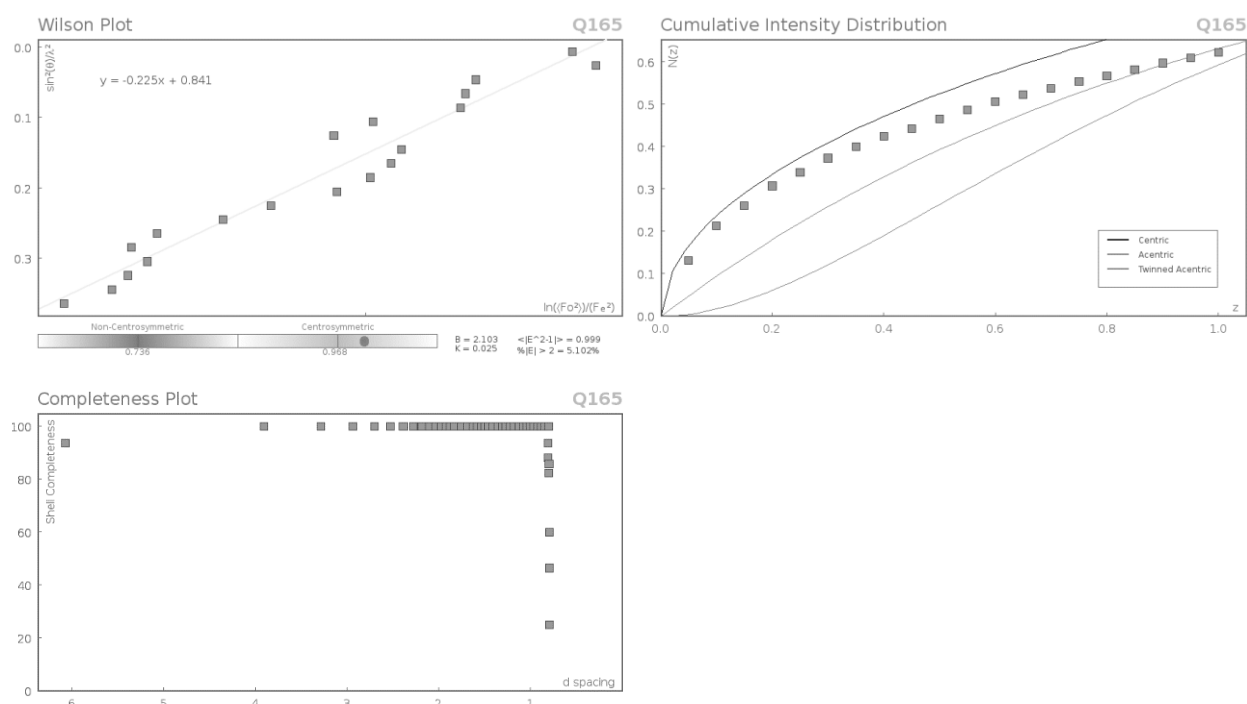 Wilson Plot Q165
0.0
sin²(θ)/λ²
y = -0.225x + 0.841
0.1
0.2
0.3
ln(⟨Fo²⟩)/(Fe²)
Non-Centrosymmetric Centrosymmetric
0.736 0.968
B = 2.103 <|E^2-1|> = 0.999
K = 0.025 %|E| > 2 = 5.102%
Cumulative Intensity Distribution Q165
N(z)
0.6
0.5
0.4
0.3
0.2
0.1
0.0
Centric
Acentric
Twinned Acentric
z
0.0 0.2 0.4 0.6 0.8 1.0
Completeness Plot Q165
Shell Completeness
100
80
60
40
20
0
d spacing
6 5 4 3 2 1